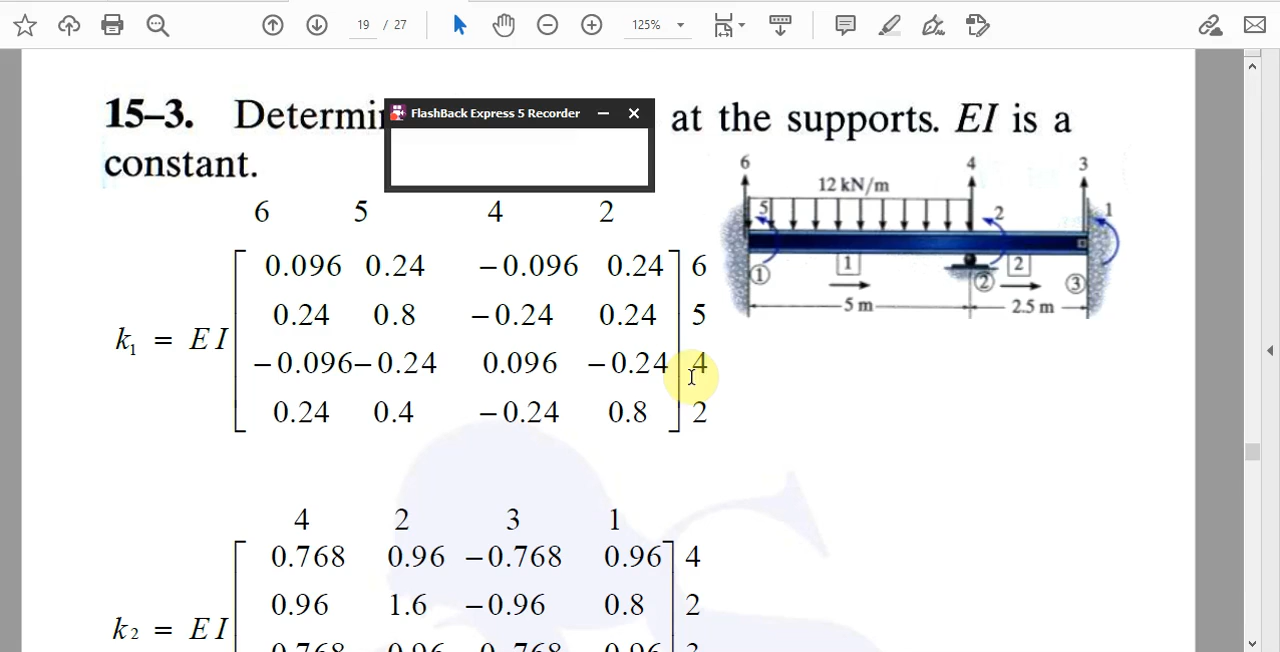 19 / 27
125%
15–3. Determin at the supports. EI is a
FlashBack Express 5 Recorder
constant.
6 4 3
12 kN/m
5 2 1
1 2
1 2 3
5 m 2.5 m
6 5 4 2
0.096 0.24 −0.096 0.24 6
0.24 0.8 −0.24 0.24 5
k1 = EI
−0.096 −0.24 0.096 −0.24 4
0.24 0.4 −0.24 0.8 2
4 2 3 1
0.768 0.96 −0.768 0.96 4
0.96 1.6 −0.96 0.8 2
k2 = EI